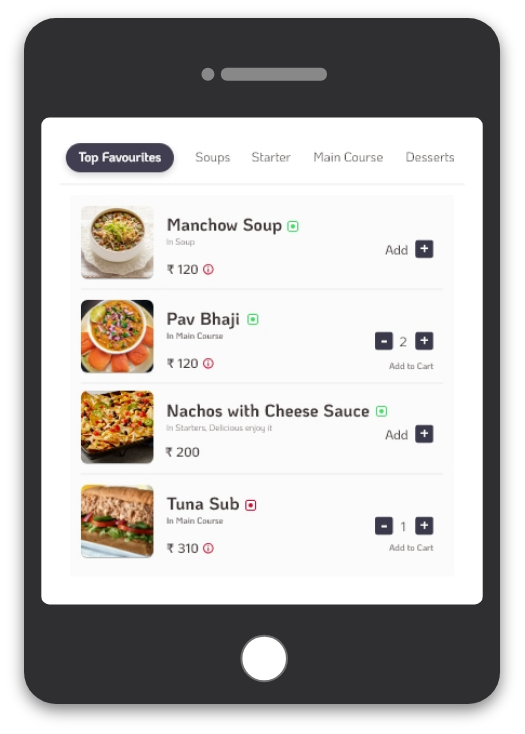 Top Favourites Soups Starter Main Course Desserts
Manchow Soup
In Soup
Add +
₹ 120
Pav Bhaji
In Main Course
- 2 +
₹ 120
Add to Cart
Nachos with Cheese Sauce
In Starters, Delicious enjoy it
Add +
₹ 200
Tuna Sub
In Main Course
- 1 +
₹ 310
Add to Cart